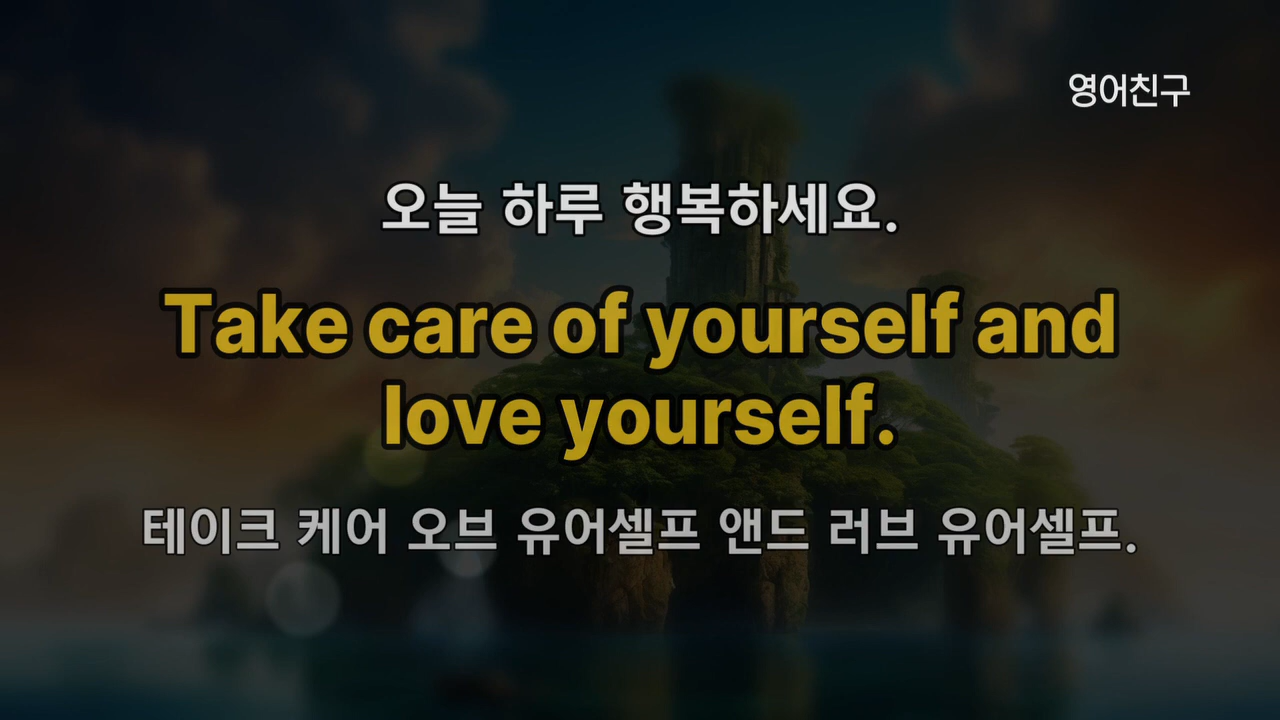 영어친구
오늘 하루 행복하세요.
Take care of yourself and
love yourself.
테이크 케어 오브 유어셀프 앤드 러브 유어셀프.